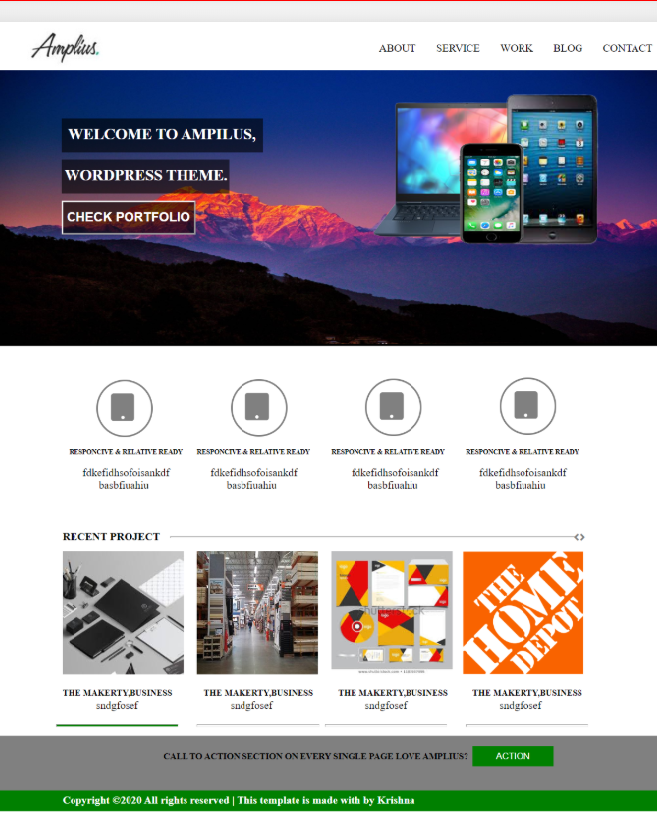 Amplius.
ABOUT SERVICE WORK BLOG CONTACT
WELCOME TO AMPILUS,
WORDPRESS THEME.
CHECK PORTFOLIO
RESPONCIVE & RELATIVE READY RESPONCIVE & RELATIVE READY RESPONCIVE & RELATIVE READY RESPONCIVE & RELATIVE READY
fdkefidhsofoisankdf fdkefidhsofoisankdf fdkefidhsofoisankdf fdkefidhsofoisankdf
basbfiuahiu basbfiuahiu basbfiuahiu basbfiuahiu
RECENT PROJECT
THE HOME DEPOT
shutterstock
www.shutterstock.com
THE MAKERTY,BUSINESS THE MAKERTY,BUSINESS THE MAKERTY,BUSINESS THE MAKERTY,BUSINESS
sndgfosef sndgfosef sndgfosef sndgfosef
CALL TO ACTION SECTION ON EVERY SINGLE PAGE LOVE AMPLIUS? ACTION
Copyright ©2020 All rights reserved | This template is made with by Krishna